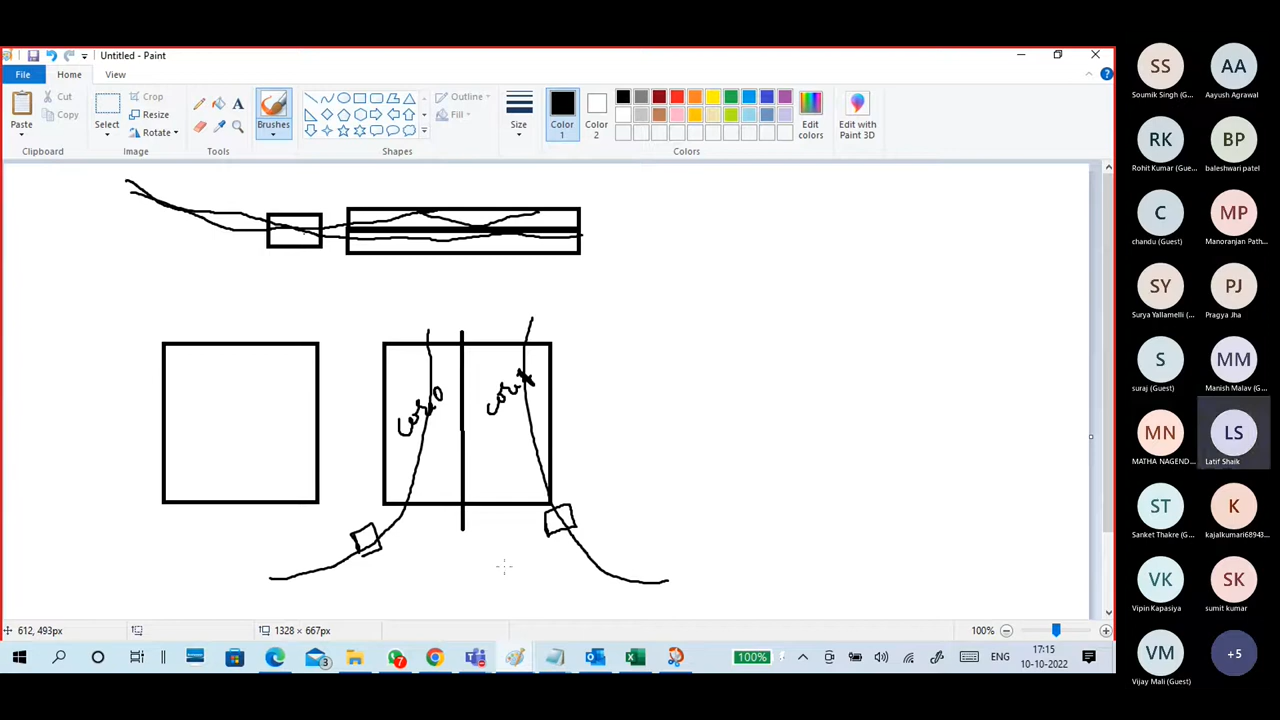 Untitled - Paint
File
Home
View
Paste
Cut
Copy
Clipboard
Select
Crop
Resize
Rotate
Image
A
Tools
Brushes
Outline
Fill
Shapes
Size
Color
1
Color
2
Edit
colors
Edit with
Paint 3D
Colors
612, 493px
1328 × 667px
100%
100%
3
7
ENG
17:15
10-10-2022
SS
Soumik Singh (G...
AA
Aayush Agrawal
RK
Rohit Kumar (Gue...
BP
baleshwari patel
C
chandu (Guest)
MP
Manoranjan Path...
SY
Surya Yallamelli (...
PJ
Pragya Jha
S
suraj (Guest)
MM
Manish Malav (G...
MN
MATHA NAGEND...
LS
Latif Shaik
ST
Sanket Thakre (G...
K
kajalkumari68943...
VK
Vipin Kapasiya
SK
sumit kumar
VM
Vijay Mali (Guest)
+5